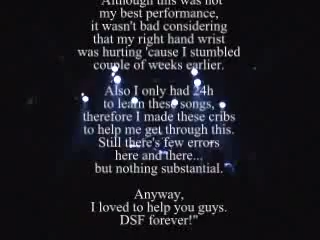 "Although this was not
my best performance,
it wasn't bad considering
that my right hand wrist
was hurting 'cause I stumbled
couple of weeks earlier.
Also I only had 24h
to learn these songs,
therefore I made these cribs
to help me get through this.
Still there's few errors
here and there...
but nothing substantial.
Anyway,
I loved to help you guys.
DSF forever!"